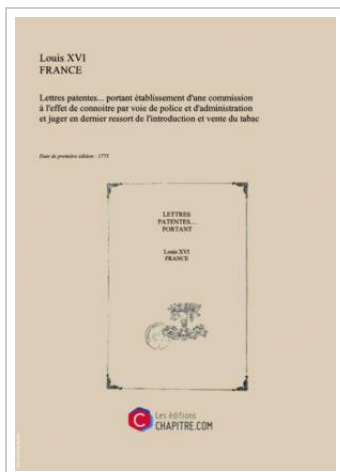 Louis XVI
FRANCE
Lettres patentes... portant établissement d'une commission
à l'effet de connoitre par voie de police et d'administration
et juger en dernier ressort de l'introduction et vente du tabac
Date de première édition : 1775
LETTRES
PATENTES...
PORTANT
Louis XVI
FRANCE
Les éditions
CHAPITRE.COM